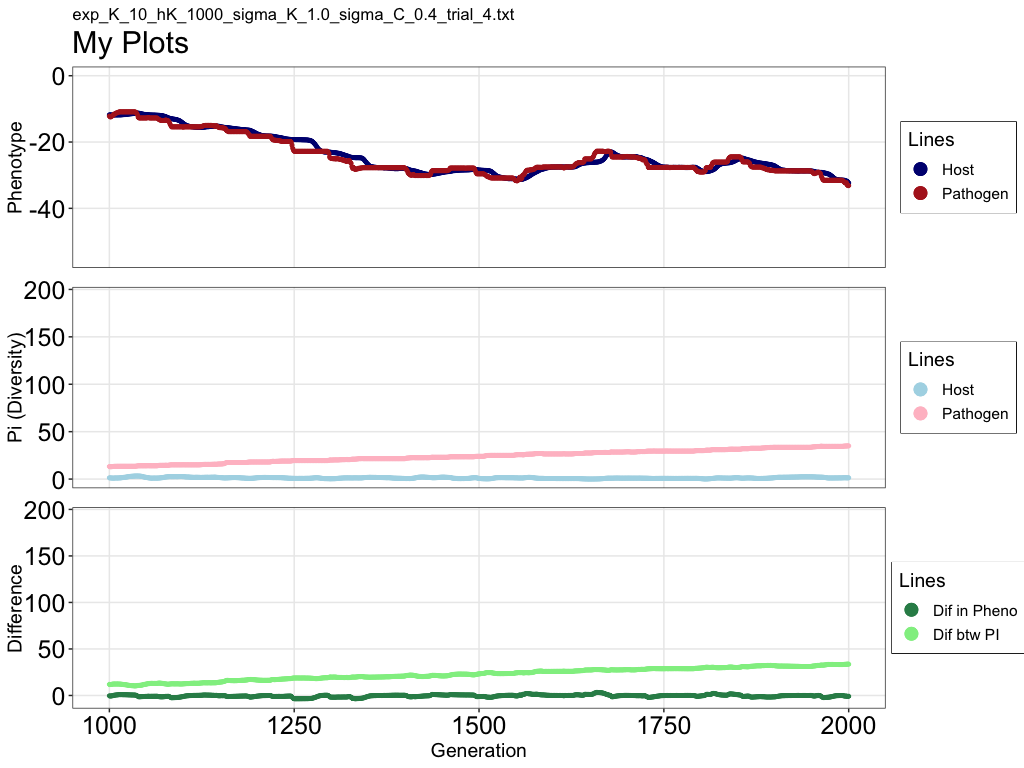 exp_K_10_hK_1000_sigma_K_1.0_sigma_C_0.4_trial_4.txt
My Plots
Phenotype
0
-20
-40
Lines
Host
Pathogen
Pi (Diversity)
200
150
100
50
0
Lines
Host
Pathogen
Difference
200
150
100
50
0
Lines
Dif in Pheno
Dif btw PI
1000 1250 1500 1750 2000
Generation